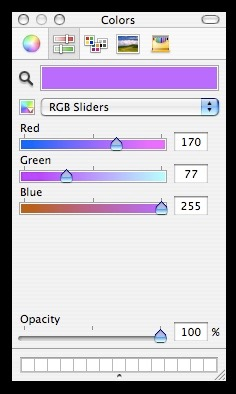 Colors
RGB Sliders
Red
170
Green
77
Blue
255
Opacity
100 %